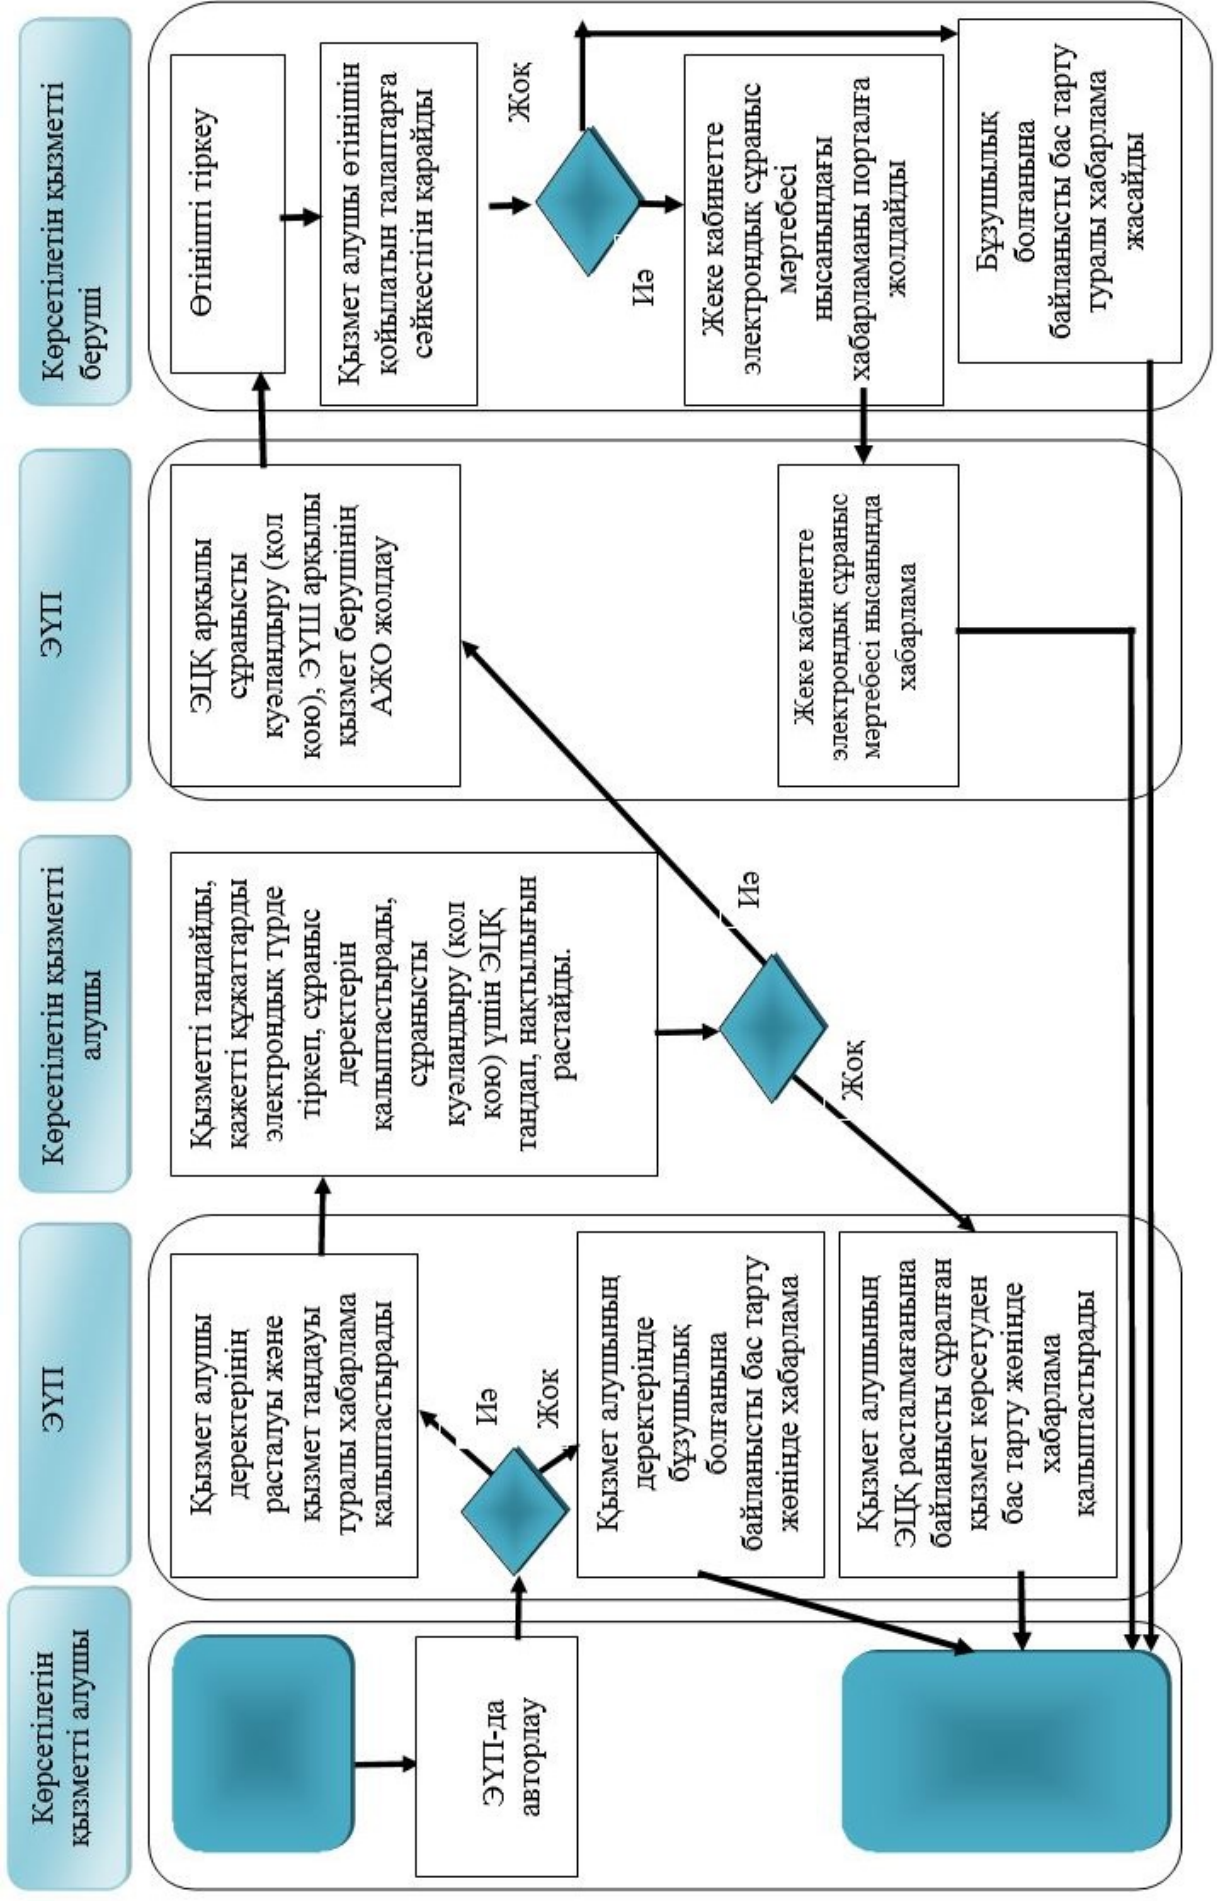 Көрсетілетін
қызметті алушы
ЭҮП
Көрсетілетін қызметті
алушы
ЭҮП
Көрсетілетін қызметті
беруші
ЭҮП-да
авторлау
Қызмет алушы
деректерінің
расталуы және
қызмет тандауы
туралы хабарлама
қалыптастырады
Иә
Жок
Қызмет алушының
деректерінде
бұзушылық
болғанына
байланысты бас тарту
жөнінде хабарлама
Қызмет алушының
ЭЦҚ расталмағанына
байланысты сұралған
қызмет көрсетуден
бас тарту жөнінде
хабарлама
қалыптастырады
Қызметті тандайды,
қажетті құжаттарды
электрондық түрде
тіркеп, сұраныс
деректерін
қалыптастырады,
сұранысты
куәландыру (қол
қою) үшін ЭЦҚ
тандап, нақтылығын
растайды.
Иә
Жоқ
ЭЦҚ арқылы
сұранысты
куәландыру (қол
қою), ЭҮШ арқылы
қызмет берушінің
АЖО жолдау
Жеке кабинетте
электрондық сұраныс
мәртебесі нысанында
хабарлама
Өтінішті тіркеу
Қызмет алушы өтінішін
қойылатын талаптарға
сәйкестігін қарайды
Жоқ
Иә
Жеке кабинетте
электрондық сұраныс
мәртебесі
нысанындағы
хабарламаны порталға
жолдайды
Бұзушылық
болғанына
байланысты бас тарту
туралы хабарлама
жасайды